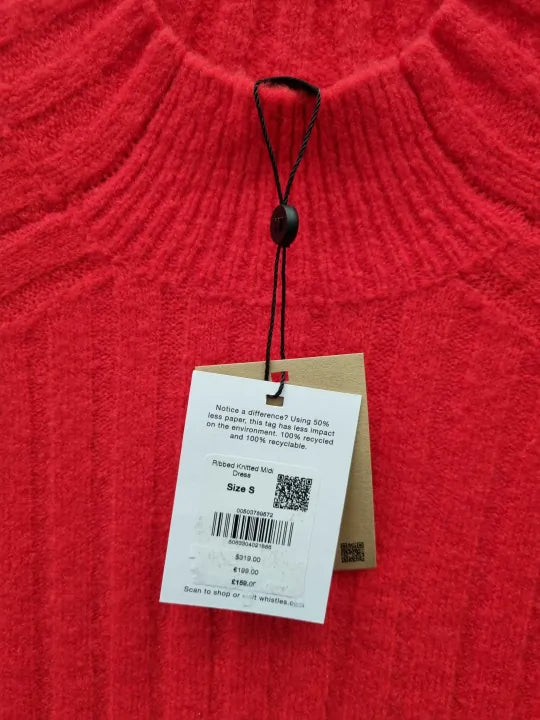 Notice a difference? Using 50%
less paper, this tag has less impact
on the environment. 100% recycled
and 100% recyclable.
Ribbed Knitted Midi
Dress
Size S
$319.00
€199.00
£159.00
Scan to shop or visit whistles.com